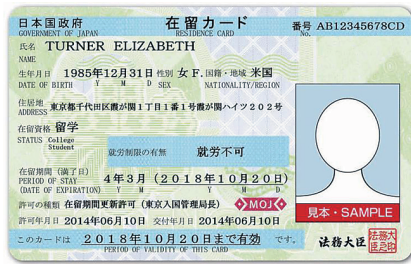 日本国政府 在留カード 番号 AB12345678CD
GOVERNMENT OF JAPAN RESIDENCE CARD No.
氏名 TURNER ELIZABETH
NAME
生年月日 1985年12月31日 性別 女 F. 国籍・地域 米国
DATE OF BIRTH Y M D SEX NATIONALITY/REGION
住居地 東京都千代田区霞が関1丁目1番1号霞が関ハイツ202号
ADDRESS
在留資格 留学
STATUS College Student
就労制限の有無 就労不可
在留期間(満了日) 4年3月(2018年10月20日)
PERIOD OF STAY
(DATE OF EXPIRATION) Y M Y M D
許可の種類 在留期間更新許可(東京入国管理局長) MOJ
許可年月日 2014年06月10日 交付年月日 2014年06月10日
見本・SAMPLE
このカードは 2018年10月20日まで有効 です。
PERIOD OF VALIDITY OF THIS CARD
法務大臣